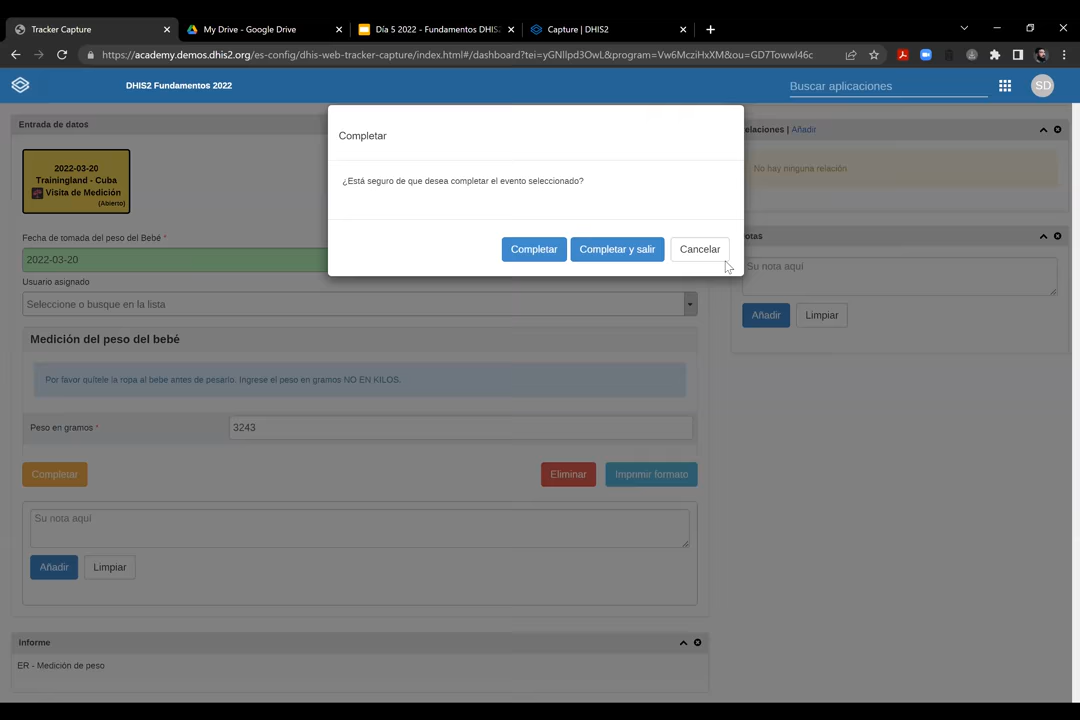 Tracker Capture
My Drive - Google Drive
Día 5 2022 - Fundamentos DHIS2
Capture | DHIS2
https://academy.demos.dhis2.org/es-config/dhis-web-tracker-capture/index.html#/dashboard?tei=yGNllpd3OwL&program=Vw6McziHxXM&ou=GD7TowwI46c
DHIS2 Fundamentos 2022
Buscar aplicaciones
SD
Entrada de datos
Completar
elaciones | Añadir
2022-03-20
Trainingland - Cuba
Visita de Medición
(Abierto)
No hay ninguna relación
¿Está seguro de que desea completar el evento seleccionado?
Fecha de tomada del peso del Bebé *
otas
Completar
Completar y salir
Cancelar
2022-03-20
Su nota aquí
Usuario asignado
Seleccione o busque en la lista
Añadir
Limpiar
Medición del peso del bebé
Por favor quítele la ropa al bebe antes de pesarlo. Ingrese el peso en gramos NO EN KILOS.
Peso en gramos *
3243
Completar
Eliminar
Imprimir formato
Su nota aquí
Añadir
Limpiar
Informe
ER - Medición de peso